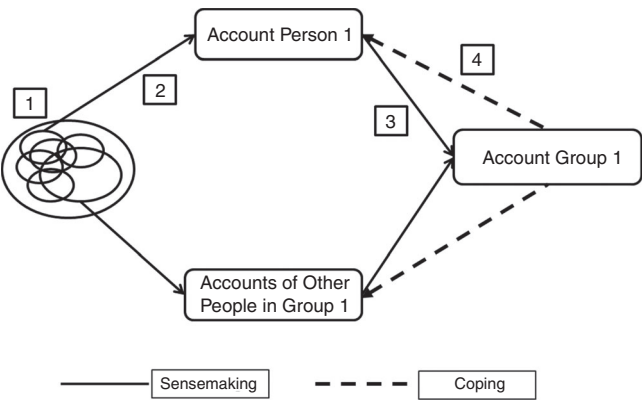 Account Person 1
4
2
1
3
Account Group 1
Accounts of Other
People in Group 1
Sensemaking
Coping